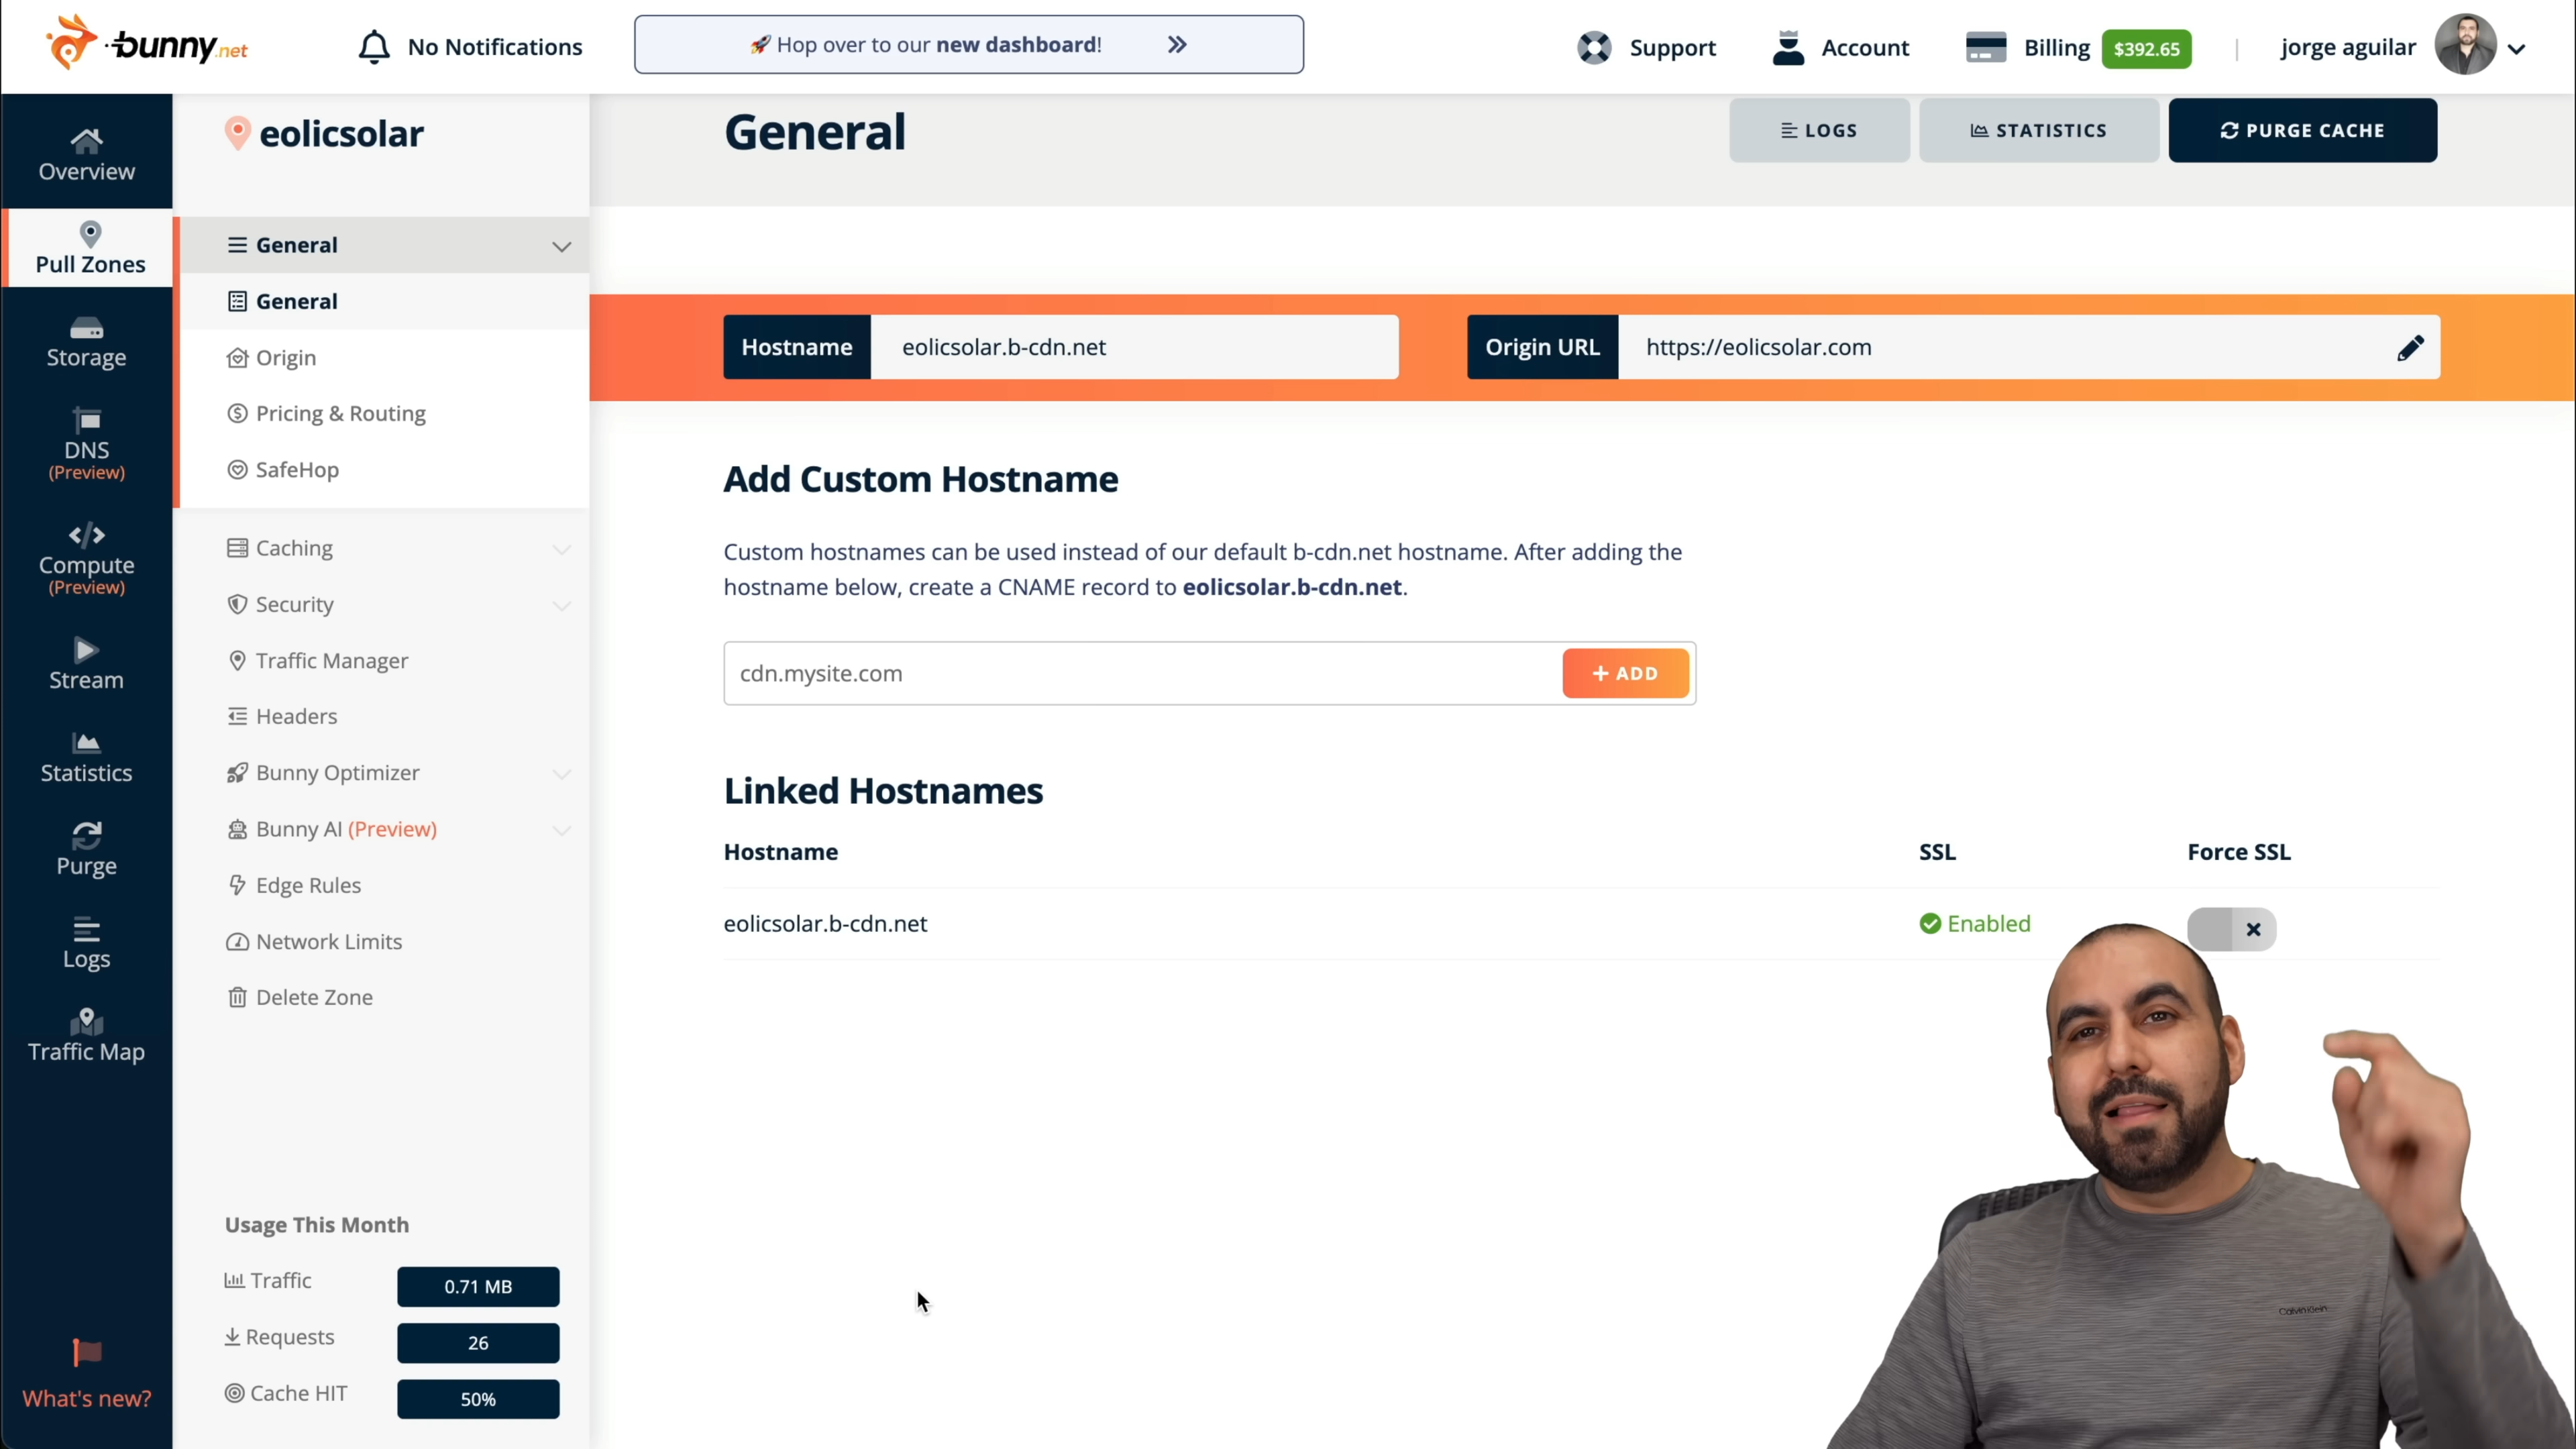 bunny.net
No Notifications
🚀 Hop over to our new dashboard!
Support
Account
Billing
$392.65
jorge aguilar
Overview
Pull Zones
Storage
DNS
(Preview)
Compute
(Preview)
Stream
Statistics
Purge
Logs
Traffic Map
What's new?
eolicsolar
General
General
Origin
Pricing & Routing
SafeHop
Caching
Security
Traffic Manager
Headers
Bunny Optimizer
Bunny AI (Preview)
Edge Rules
Network Limits
Delete Zone
Usage This Month
Traffic
0.71 MB
Requests
26
Cache HIT
50%
General
LOGS
STATISTICS
PURGE CACHE
Hostname
eolicsolar.b-cdn.net
Origin URL
https://eolicsolar.com
Add Custom Hostname
Custom hostnames can be used instead of our default b-cdn.net hostname. After adding the
hostname below, create a CNAME record to eolicsolar.b-cdn.net.
cdn.mysite.com
+ ADD
Linked Hostnames
Hostname
SSL
Force SSL
eolicsolar.b-cdn.net
Enabled
Calvin Klein